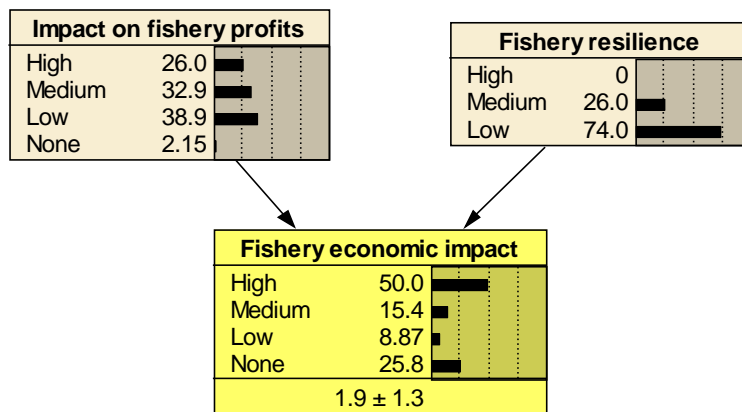 Impact on fishery profits
High 26.0
Medium 32.9
Low 38.9
None 2.15
Fishery resilience
High 0
Medium 26.0
Low 74.0
Fishery economic impact
High 50.0
Medium 15.4
Low 8.87
None 25.8
1.9 ± 1.3